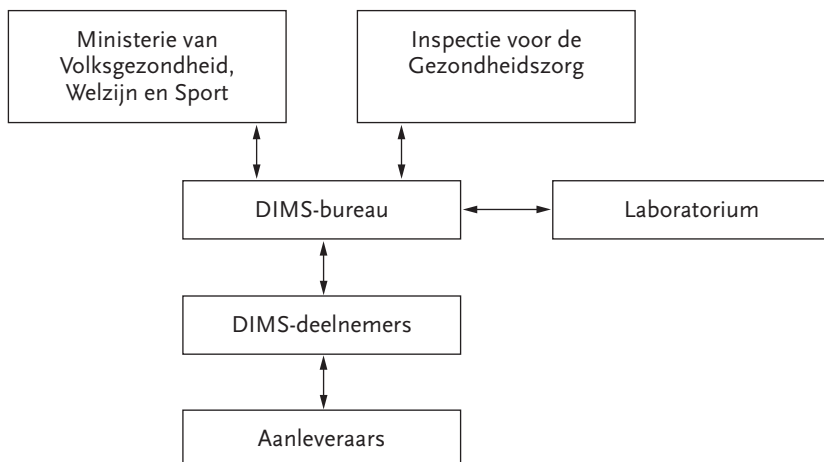 Ministerie van
Volksgezondheid,
Welzijn en Sport
Inspectie voor de
Gezondheidszorg
DIMS-bureau
Laboratorium
DIMS-deelnemers
Aanleveraars